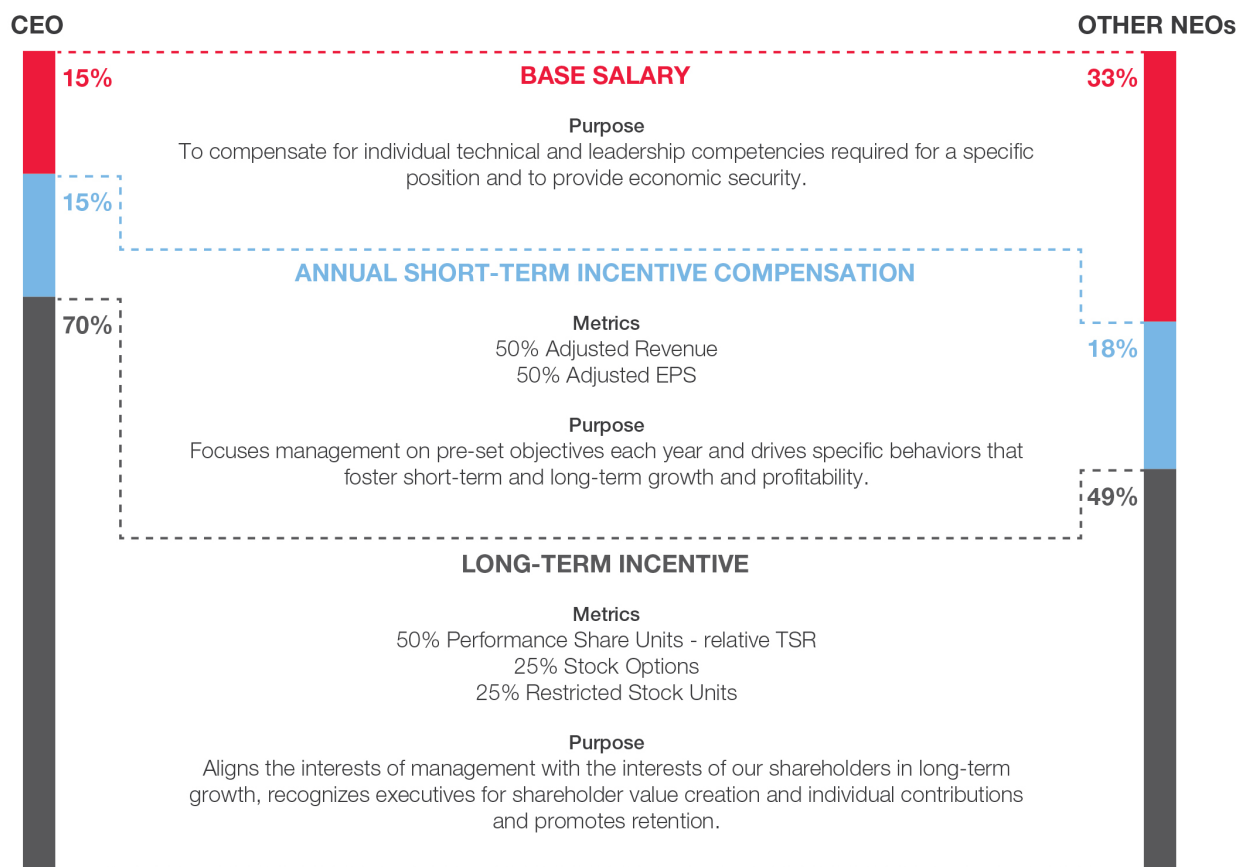 CEO
OTHER NEOs
15%
BASE SALARY
33%
Purpose
To compensate for individual technical and leadership competencies required for a specific
position and to provide economic security.
15%
ANNUAL SHORT-TERM INCENTIVE COMPENSATION
70%
Metrics
50% Adjusted Revenue
18%
50% Adjusted EPS
Purpose
Focuses management on pre-set objectives each year and drives specific behaviors that
foster short-term and long-term growth and profitability.
49%
LONG-TERM INCENTIVE
Metrics
50% Performance Share Units - relative TSR
25% Stock Options
25% Restricted Stock Units
Purpose
Aligns the interests of management with the interests of our shareholders in long-term
growth, recognizes executives for shareholder value creation and individual contributions
and promotes retention.